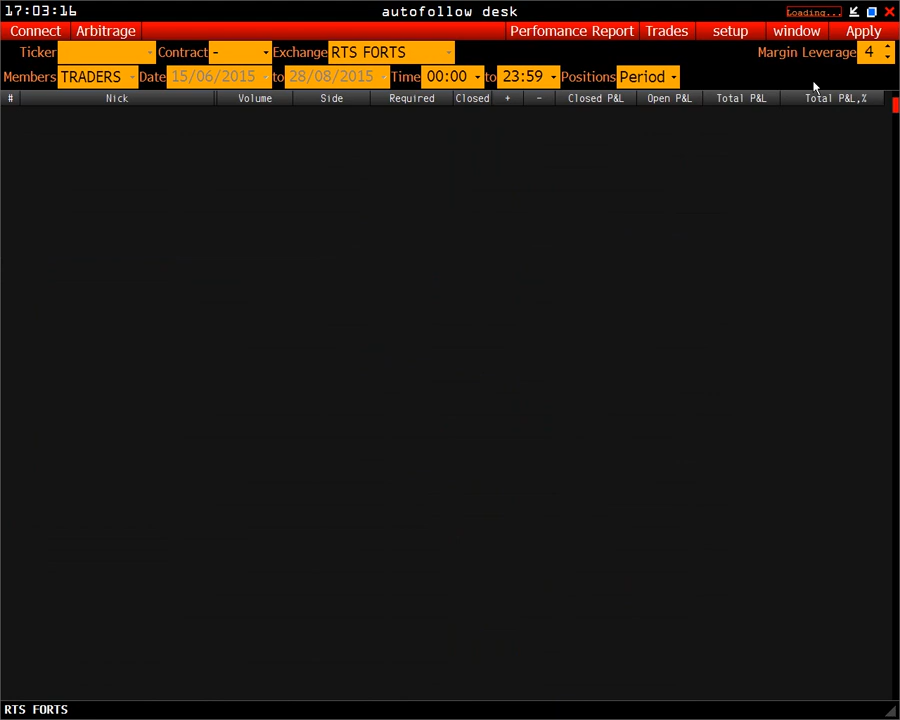 17:03:16 autofollow desk Loading...
Connect Arbitrage Perfomance Report Trades setup window Apply
Ticker Contract - Exchange RTS FORTS Margin Leverage 4
Members TRADERS Date 15/06/2015 to 28/08/2015 Time 00:00 to 23:59 Positions Period
# Nick Volume Side Required Closed + - Closed P&L Open P&L Total P&L Total P&L,%
RTS FORTS